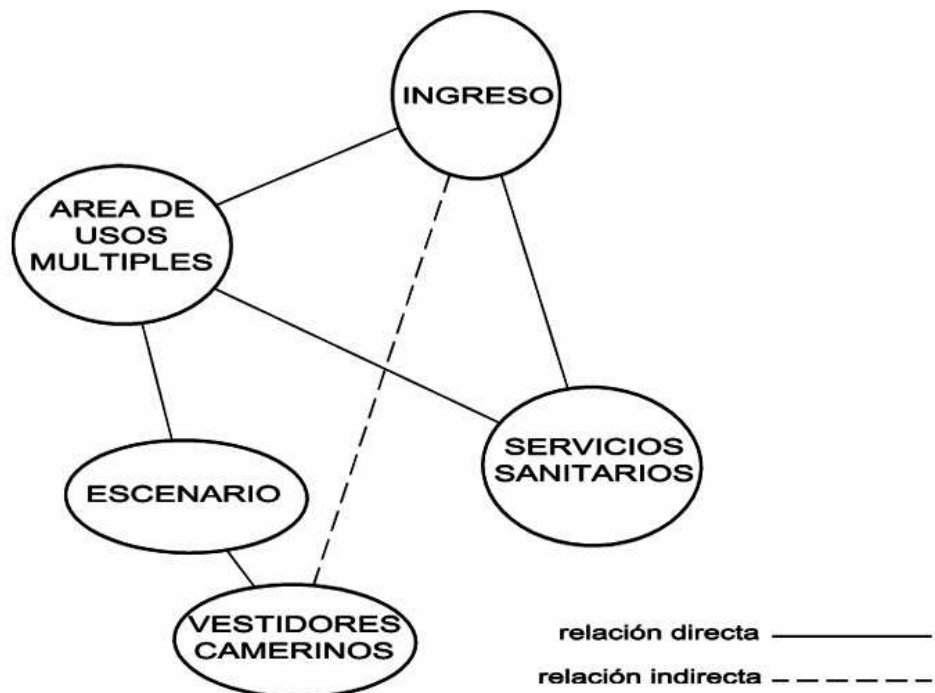 INGRESO
AREA DE
USOS
MULTIPLES
SERVICIOS
SANITARIOS
ESCENARIO
VESTIDORES
CAMERINOS
relación directa
relación indirecta